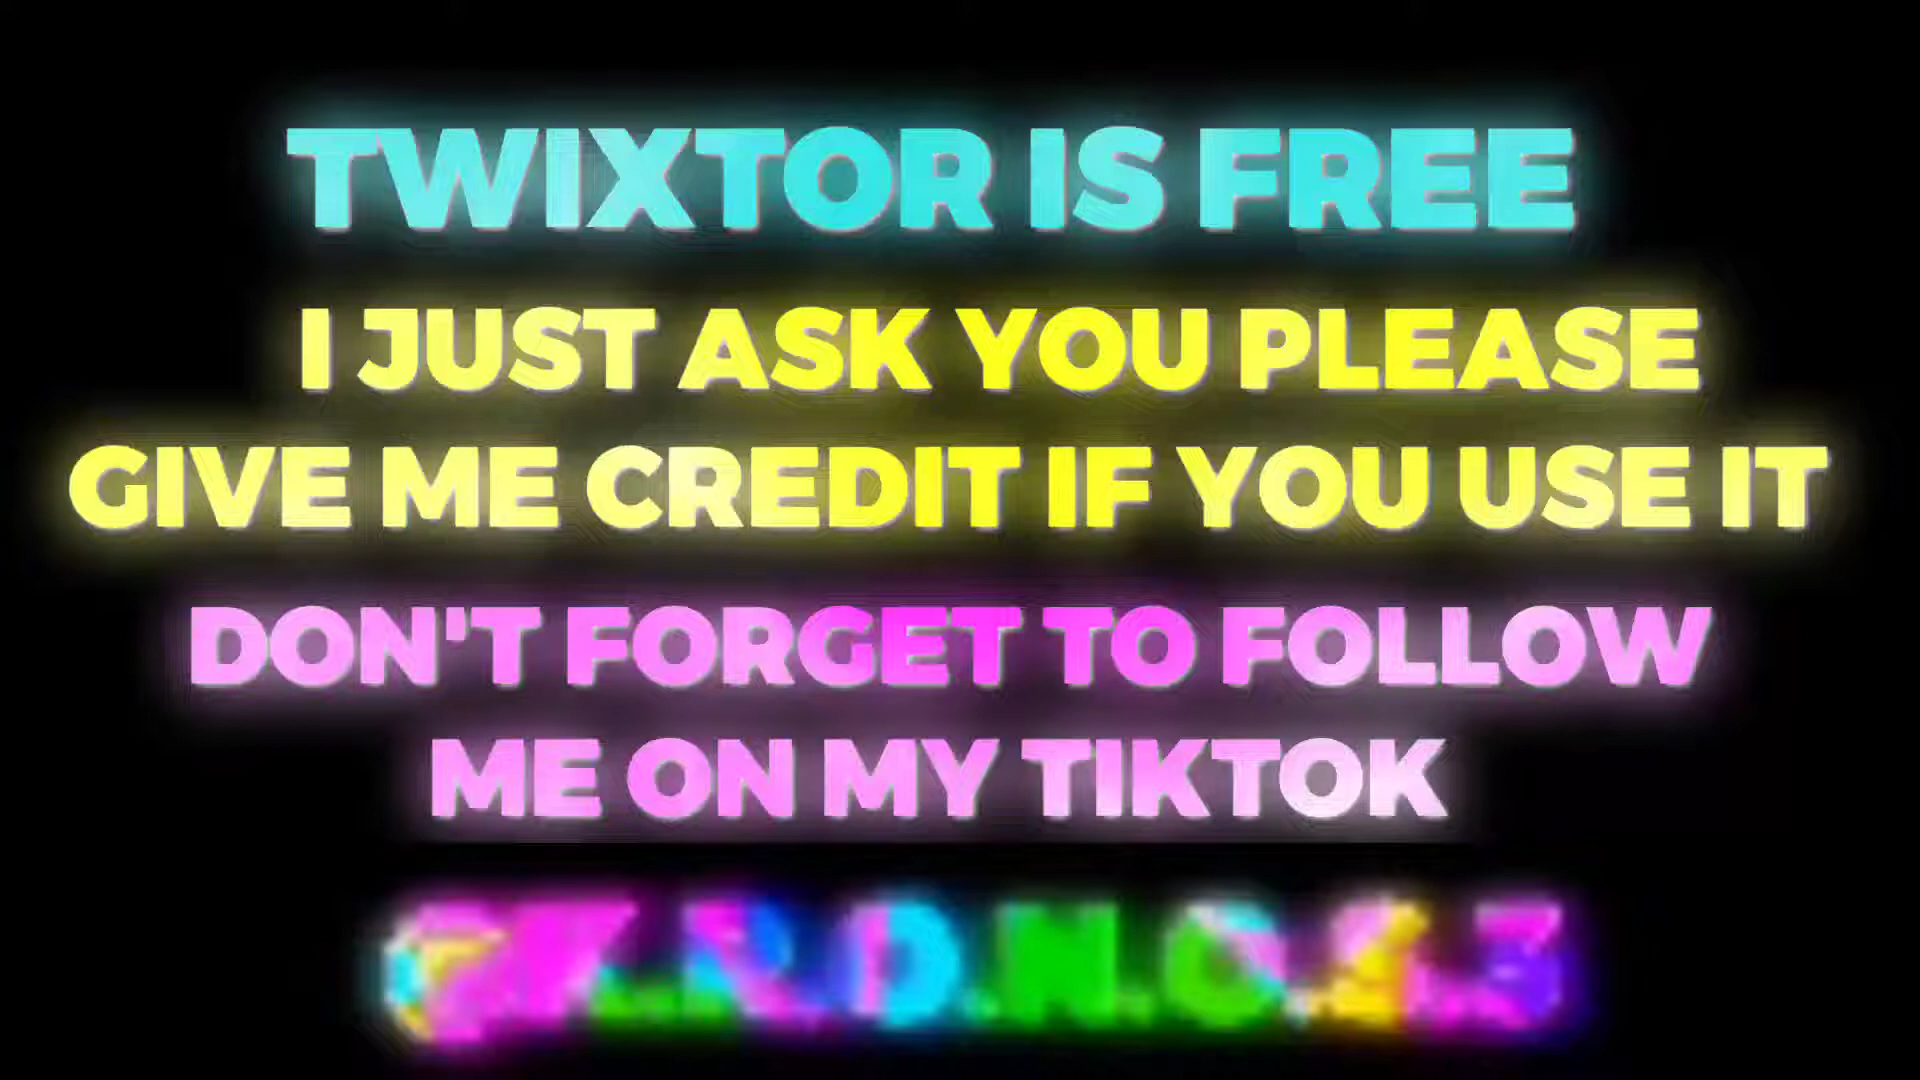 TWIXTOR IS FREE
I JUST ASK YOU PLEASE
GIVE ME CREDIT IF YOU USE IT
DON'T FORGET TO FOLLOW
ME ON MY TIKTOK